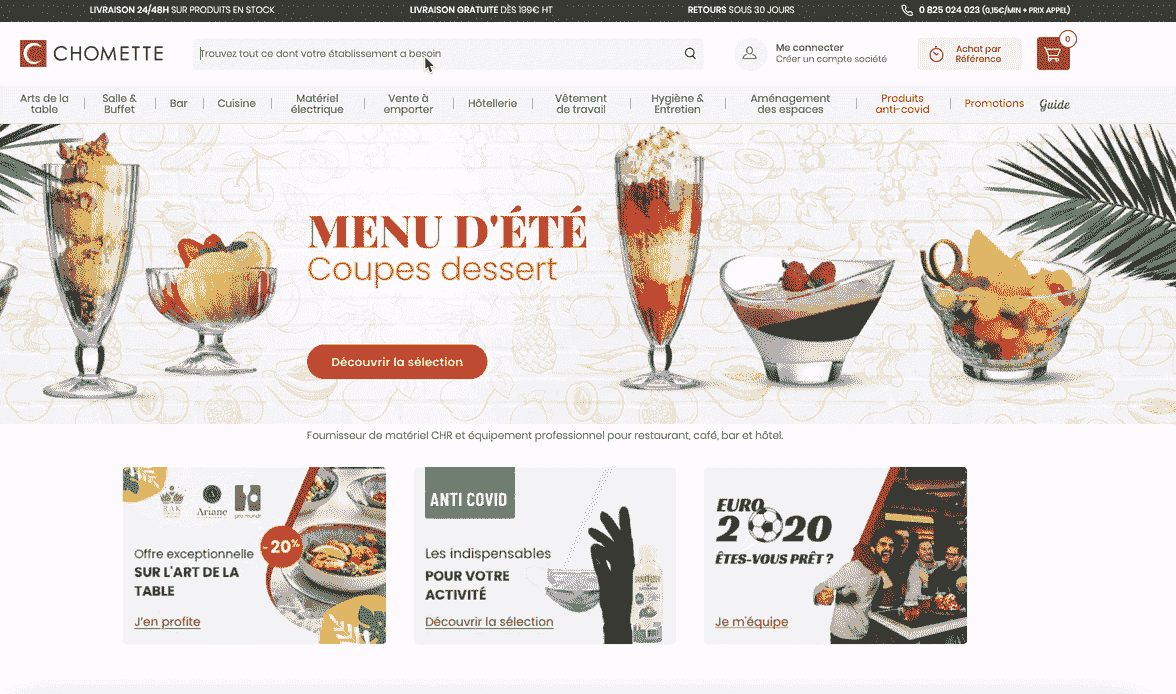 LIVRAISON 24/48H SUR PRODUITS EN STOCK
LIVRAISON GRATUITE DÈS 199€ HT
RETOURS SOUS 30 JOURS
0 825 024 023 (0,15€/MIN + PRIX APPEL)
C CHOMETTE
Trouvez tout ce dont votre établissement a besoin
Me connecter
Créer un compte société
Achat par
Référence
0
Arts de la
table
Salle &
Buffet
Bar
Cuisine
Matériel
électrique
Vente à
emporter
Hôtellerie
Vêtement
de travail
Hygiène &
Entretien
Aménagement
des espaces
Produits
anti-covid
Promotions
Guide
MENU D'ÉTÉ
Coupes dessert
Découvrir la sélection
Fournisseur de matériel CHR et équipement professionnel pour restaurant, café, bar et hôtel.
RAK
Ariane
pro.mundi
-20%
Offre exceptionnelle
SUR L'ART DE LA
TABLE
J'en profite
ANTI COVID
Les indispensables
POUR VOTRE
ACTIVITÉ
Découvrir la sélection
EURO
2020
ÊTES-VOUS PRÊT ?
Je m'équipe